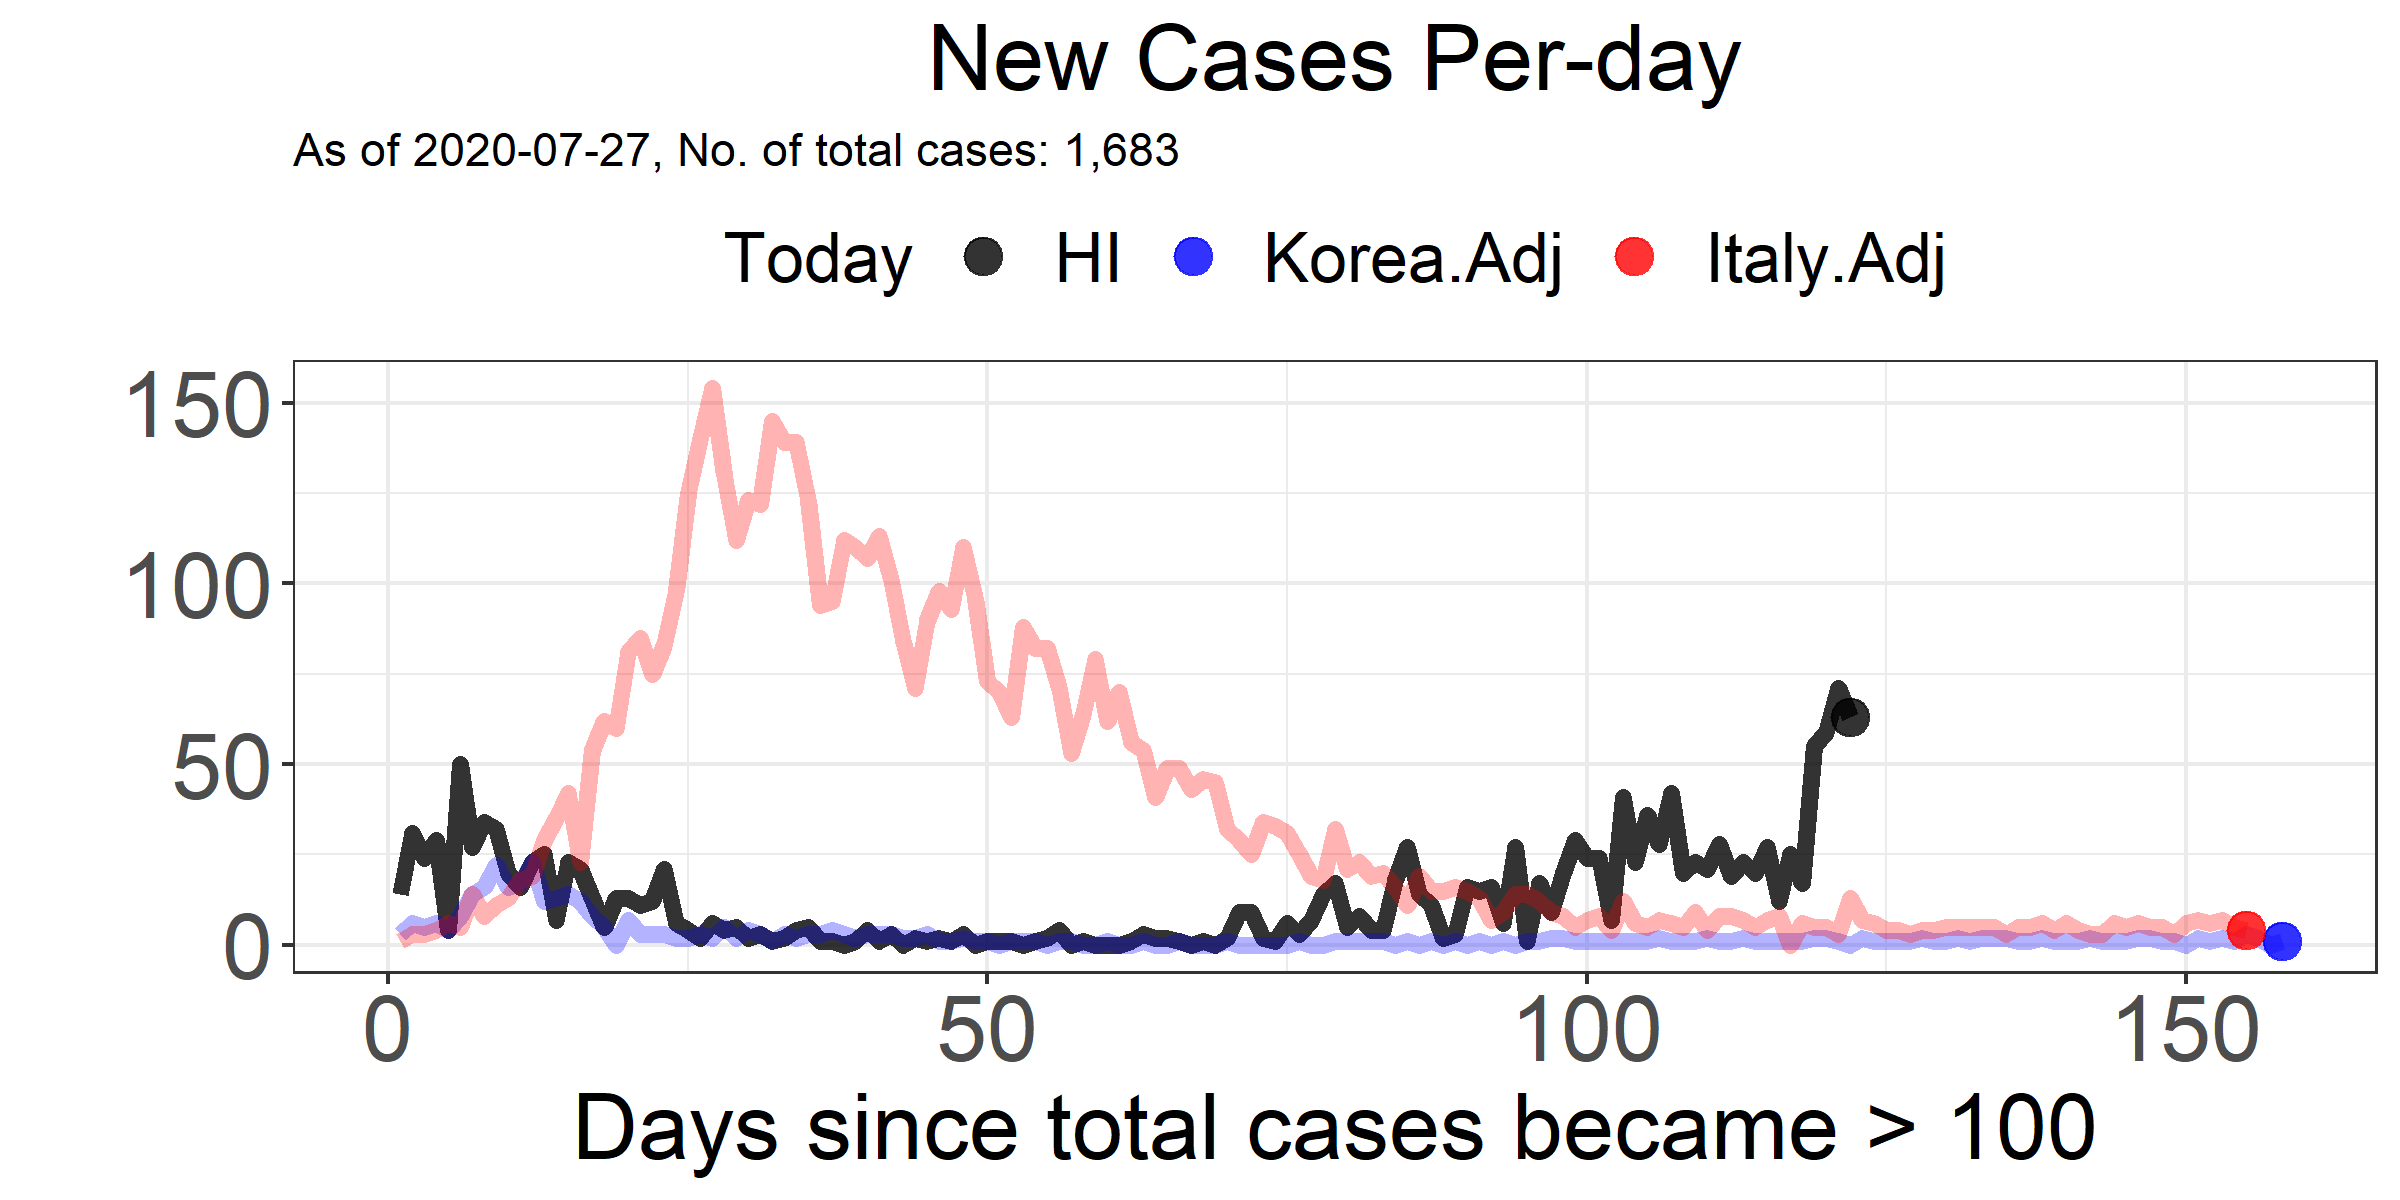 New Cases Per-day
As of 2020-07-27, No. of total cases: 1,683
Today HI Korea.Adj Italy.Adj
150
100
50
0
0 50 100 150
Days since total cases became > 100